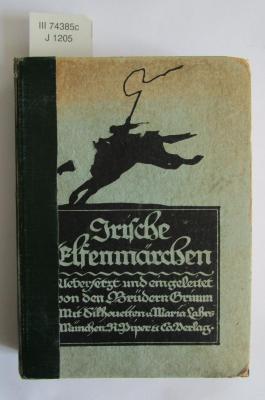 III 74385c
J 1205
Irische
Elfenmärchen
Uebersetzt und eingeleitet
von den Brüdern Grimm
Mit Silhouetten v. Maria Lahrs
München. R. Piper & Co. Verlag.